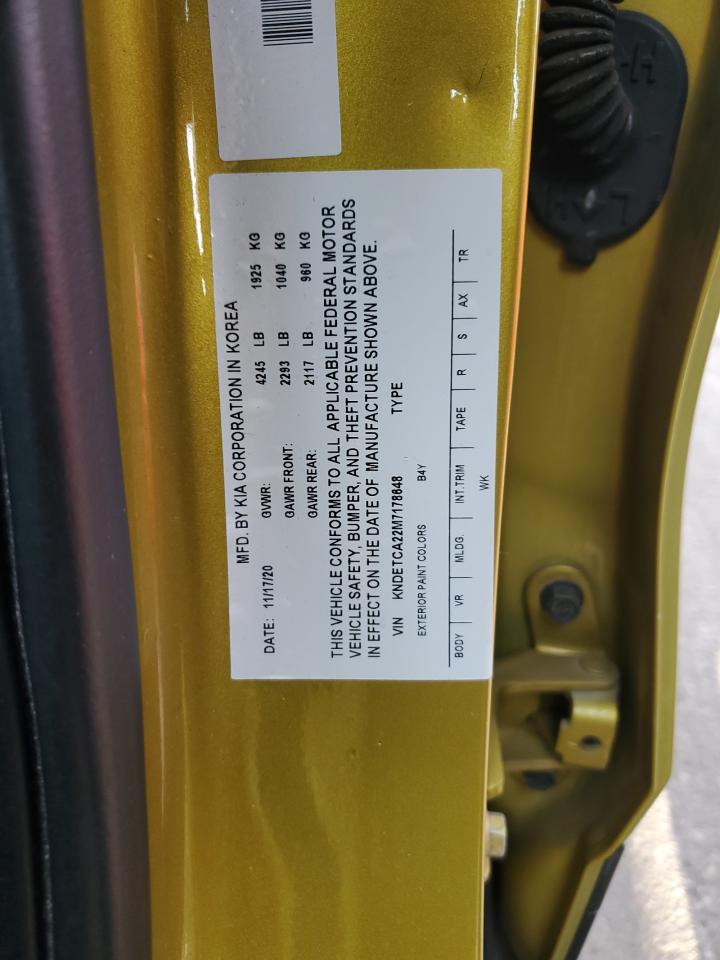 MFD. BY KIA CORPORATION IN KOREA
DATE: 11/17/20 GVWR: 4245 LB 1925 KG
GAWR FRONT: 2293 LB 1040 KG
GAWR REAR: 2117 LB 960 KG
THIS VEHICLE CONFORMS TO ALL APPLICABLE FEDERAL MOTOR
VEHICLE SAFETY, BUMPER, AND THEFT PREVENTION STANDARDS
IN EFFECT ON THE DATE OF MANUFACTURE SHOWN ABOVE.
VIN KNDETCA22M7178648 TYPE
EXTERIOR PAINT COLORS B4Y
BODY VR MLDG. INT.TRIM TAPE R S AX TR
WK